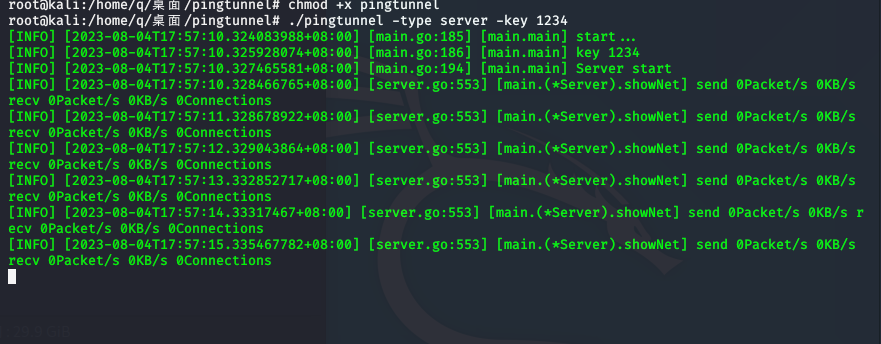 root@kali:/home/q/桌面/pingtunnel# chmod +x pingtunnel
root@kali:/home/q/桌面/pingtunnel# ./pingtunnel -type server -key 1234
[INFO] [2023-08-04T17:57:10.324083988+08:00] [main.go:185] [main.main] start...
[INFO] [2023-08-04T17:57:10.325928074+08:00] [main.go:186] [main.main] key 1234
[INFO] [2023-08-04T17:57:10.327465581+08:00] [main.go:194] [main.main] Server start
[INFO] [2023-08-04T17:57:10.328466765+08:00] [server.go:553] [main.(*Server).showNet] send 0Packet/s 0KB/s
recv 0Packet/s 0KB/s 0Connections
[INFO] [2023-08-04T17:57:11.328678922+08:00] [server.go:553] [main.(*Server).showNet] send 0Packet/s 0KB/s
recv 0Packet/s 0KB/s 0Connections
[INFO] [2023-08-04T17:57:12.329043864+08:00] [server.go:553] [main.(*Server).showNet] send 0Packet/s 0KB/s
recv 0Packet/s 0KB/s 0Connections
[INFO] [2023-08-04T17:57:13.332852717+08:00] [server.go:553] [main.(*Server).showNet] send 0Packet/s 0KB/s
recv 0Packet/s 0KB/s 0Connections
[INFO] [2023-08-04T17:57:14.33317467+08:00] [server.go:553] [main.(*Server).showNet] send 0Packet/s 0KB/s r
ecv 0Packet/s 0KB/s 0Connections
[INFO] [2023-08-04T17:57:15.335467782+08:00] [server.go:553] [main.(*Server).showNet] send 0Packet/s 0KB/s
recv 0Packet/s 0KB/s 0Connections